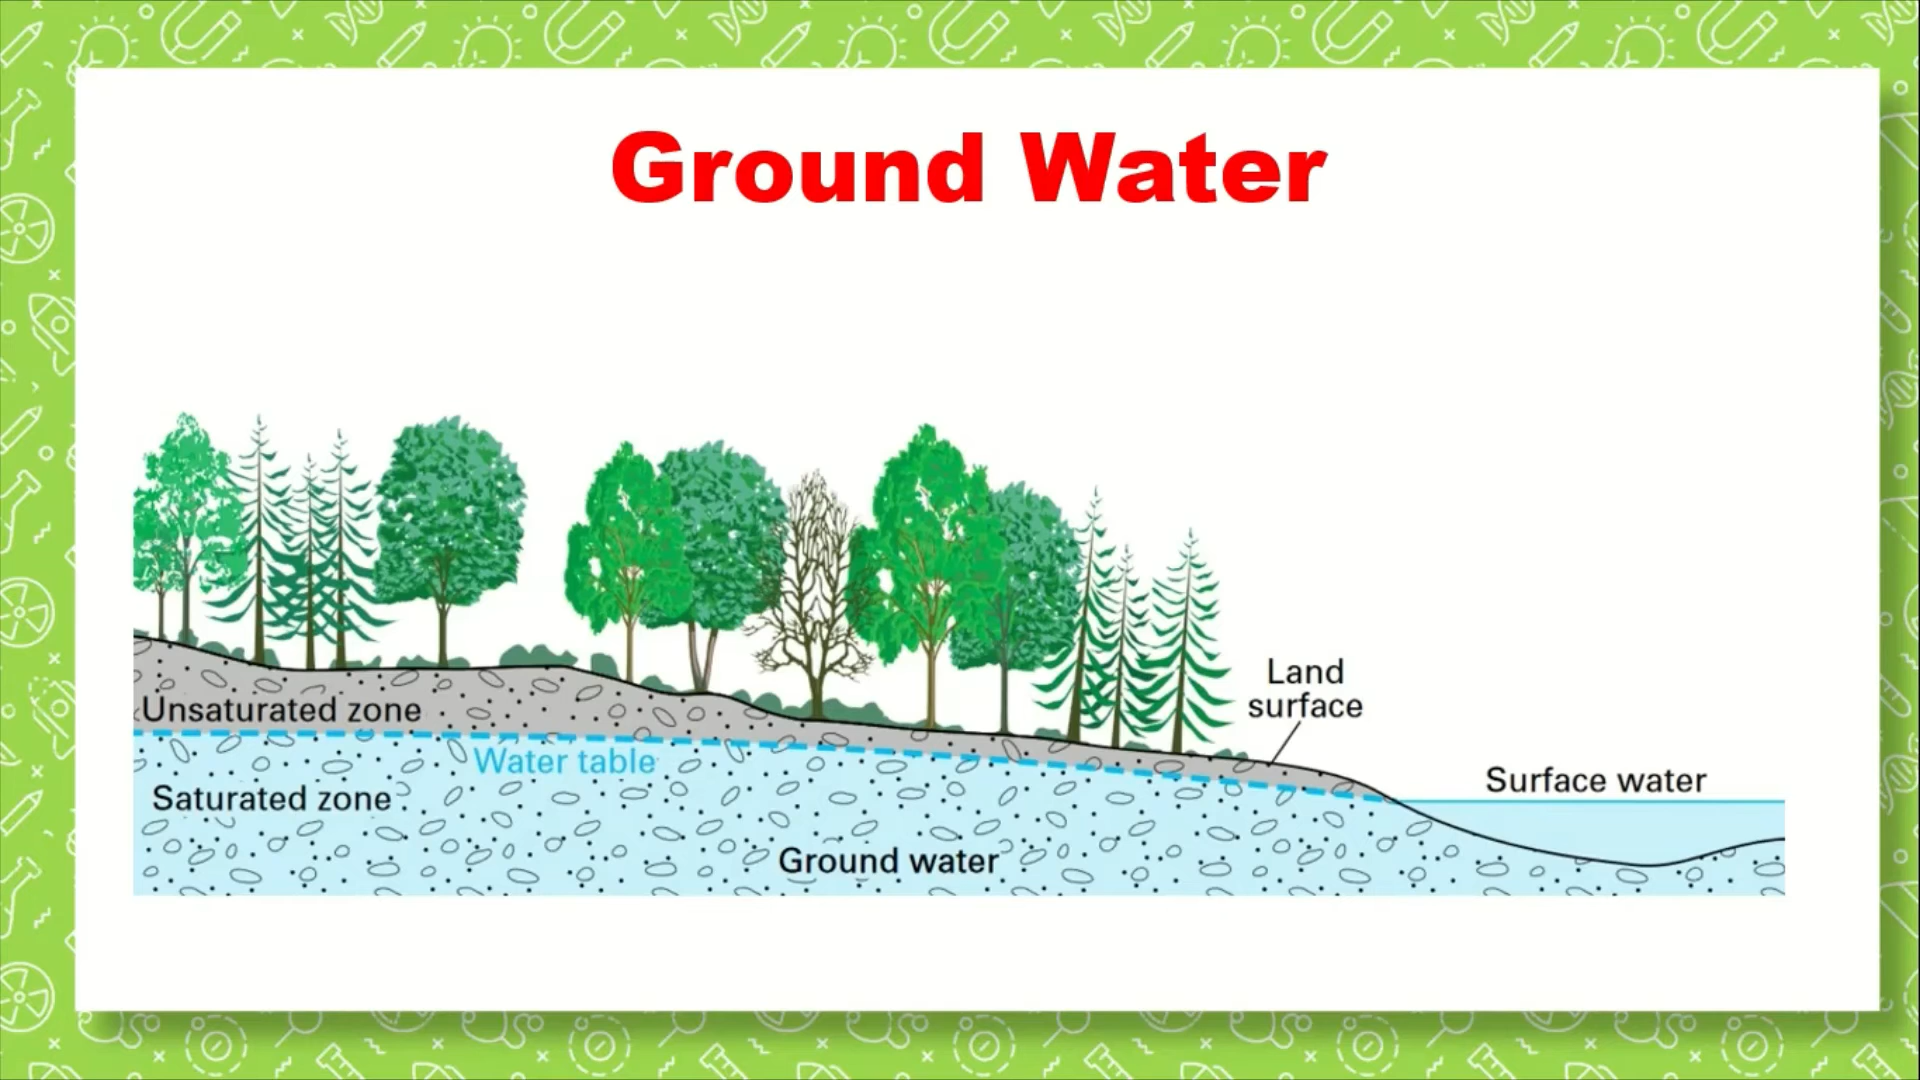 Ground Water
Land
surface
Unsaturated zone
Water table
Surface water
Saturated zone
Ground water